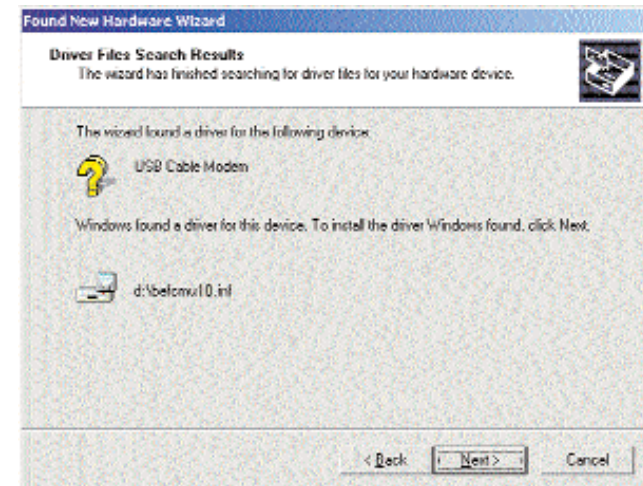 Found New Hardware Wizard
Driver Files Search Results
The wizard has finished searching for driver files for your hardware device.
The wizard found a driver for the following device:
USB Cable Modem
Windows found a driver for this device. To install the driver Windows found, click Next.
d:\befcmu10.inf
< Back Next > Cancel